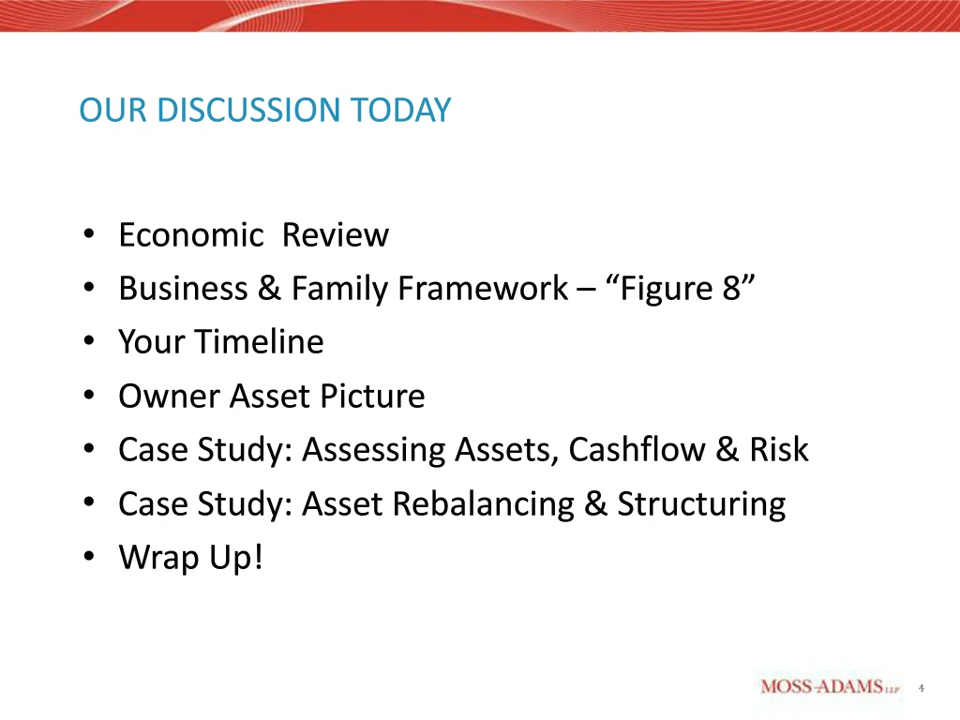 OUR DISCUSSION TODAY
• Economic  Review
• Business & Family Framework – “Figure 8”
• Your Timeline
• Owner Asset Picture
• Case Study: Assessing Assets, Cashflow & Risk
• Case Study: Asset Rebalancing & Structuring
• Wrap Up!
MOSS-ADAMS LLP
4